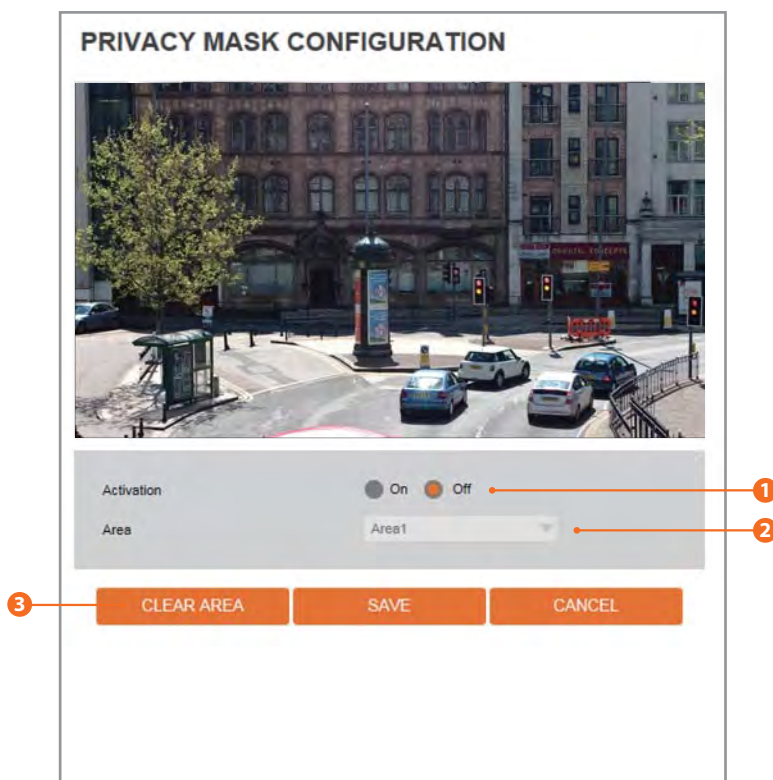 PRIVACY MASK CONFIGURATION
Activation
On
Off
1
Area
Area1
2
3
CLEAR AREA
SAVE
CANCEL